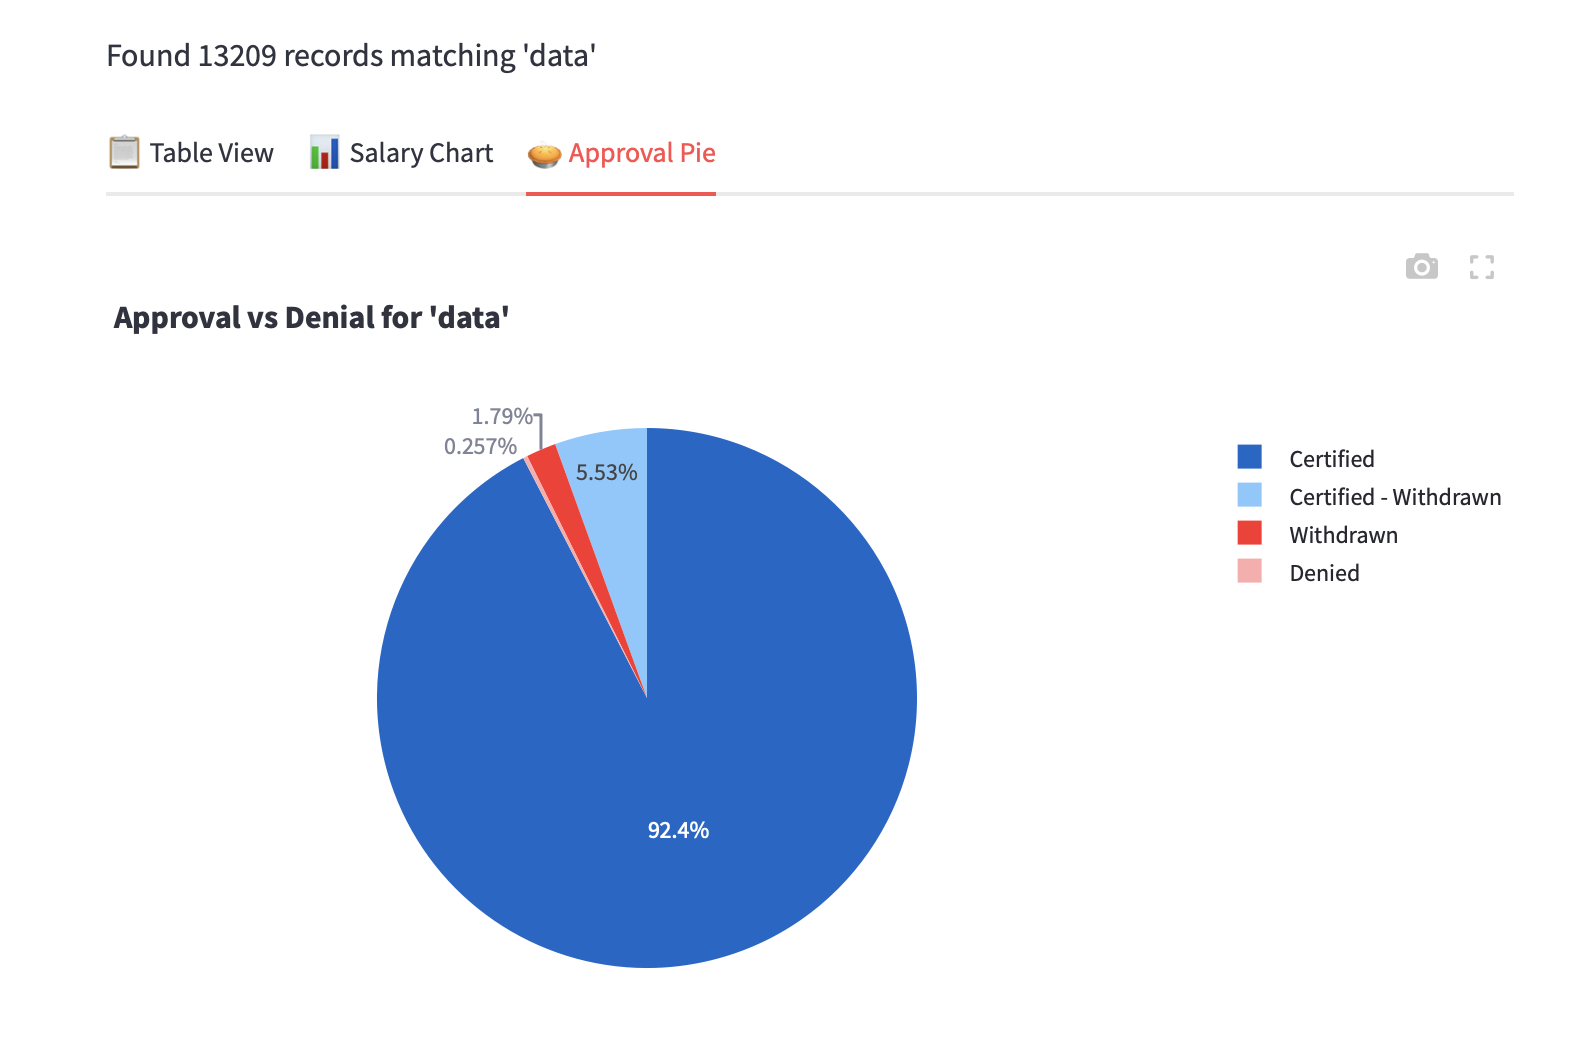 Found 13209 records matching 'data'
Table View
Salary Chart
Approval Pie
Approval vs Denial for 'data'
1.79%
0.257%
5.53%
92.4%
Certified
Certified - Withdrawn
Withdrawn
Denied